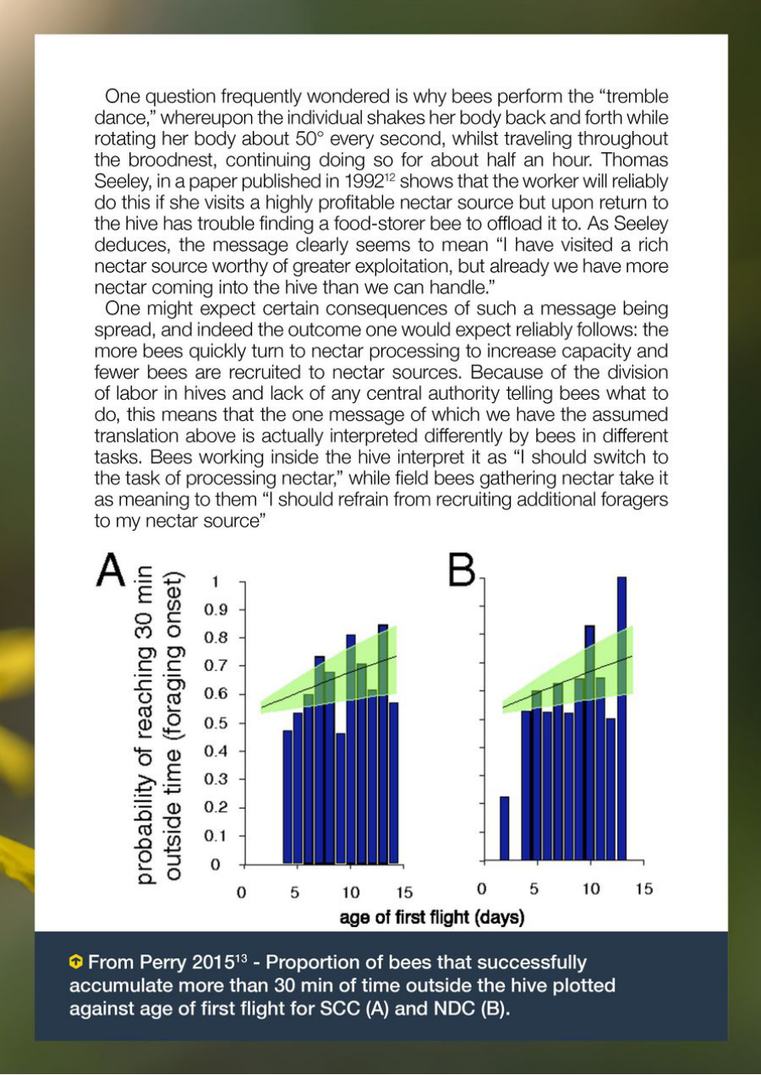 One question frequently wondered is why bees perform the “tremble
dance,” whereupon the individual shakes her body back and forth while
rotating her body about 50° every second, whilst traveling throughout
the broodnest, continuing doing so for about half an hour. Thomas
Seeley, in a paper published in 1992¹² shows that the worker will reliably
do this if she visits a highly profitable nectar source but upon return to
the hive has trouble finding a food-storer bee to offload it to. As Seeley
deduces, the message clearly seems to mean “I have visited a rich
nectar source worthy of greater exploitation, but already we have more
nectar coming into the hive than we can handle.”
One might expect certain consequences of such a message being
spread, and indeed the outcome one would expect reliably follows: the
more bees quickly turn to nectar processing to increase capacity and
fewer bees are recruited to nectar sources. Because of the division
of labor in hives and lack of any central authority telling bees what to
do, this means that the one message of which we have the assumed
translation above is actually interpreted differently by bees in different
tasks. Bees working inside the hive interpret it as “I should switch to
the task of processing nectar,” while field bees gathering nectar take it
as meaning to them “I should refrain from recruiting additional foragers
to my nectar source”
A
probability of reaching 30 min
outside time (foraging onset)
1
0.9
0.8
0.7
0.6
0.5
0.4
0.3
0.2
0.1
0
0 5 10 15
B
0 5 10 15
age of first flight (days)
From Perry 2015¹³ - Proportion of bees that successfully
accumulate more than 30 min of time outside the hive plotted
against age of first flight for SCC (A) and NDC (B).